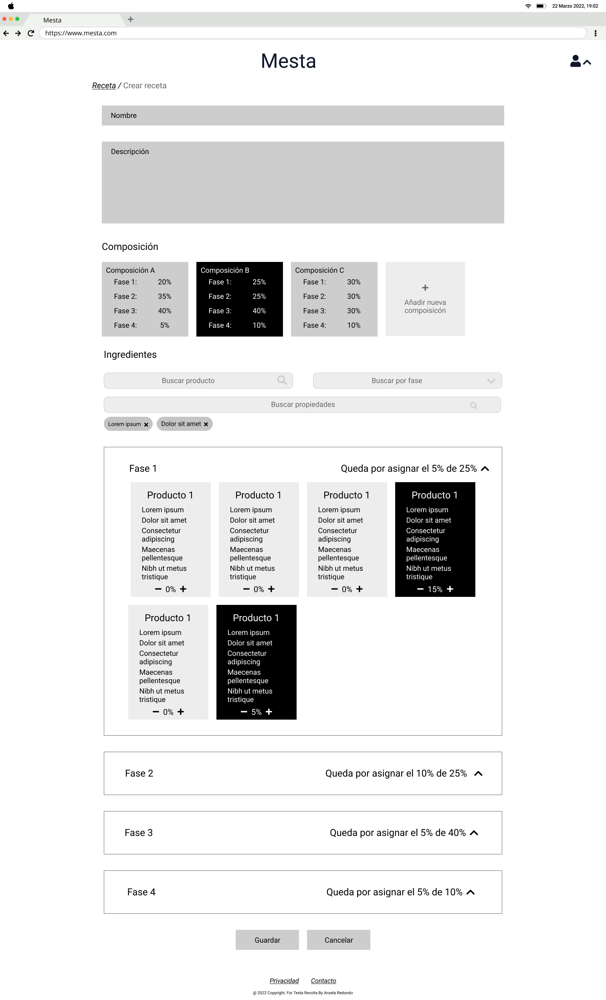 22 Marzo 2022, 19:02
Mesta
https://www.mesta.com
Mesta
Receta / Crear receta
Nombre
Descripción
Composición
Composición A
Fase 1: 20%
Fase 2: 35%
Fase 3: 40%
Fase 4: 5%
Composición B
Fase 1: 25%
Fase 2: 25%
Fase 3: 40%
Fase 4: 10%
Composición C
Fase 1: 30%
Fase 2: 30%
Fase 3: 30%
Fase 4: 10%
Añadir nueva
compoisicón
Ingredientes
Buscar producto
Buscar por fase
Buscar propiedades
Lorem ipsum
Dolor sit amet
Fase 1
Queda por asignar el 5% de 25%
Producto 1
Lorem ipsum
Dolor sit amet
Consectetur
adipiscing
Maecenas
pellentesque
Nibh ut metus
tristique
0%
Producto 1
Lorem ipsum
Dolor sit amet
Consectetur
adipiscing
Maecenas
pellentesque
Nibh ut metus
tristique
0%
Producto 1
Lorem ipsum
Dolor sit amet
Consectetur
adipiscing
Maecenas
pellentesque
Nibh ut metus
tristique
0%
Producto 1
Lorem ipsum
Dolor sit amet
Consectetur
adipiscing
Maecenas
pellentesque
Nibh ut metus
tristique
15%
Producto 1
Lorem ipsum
Dolor sit amet
Consectetur
adipiscing
Maecenas
pellentesque
Nibh ut metus
tristique
0%
Producto 1
Lorem ipsum
Dolor sit amet
Consectetur
adipiscing
Maecenas
pellentesque
Nibh ut metus
tristique
5%
Fase 2
Queda por asignar el 10% de 25%
Fase 3
Queda por asignar el 5% de 40%
Fase 4
Queda por asignar el 5% de 10%
Guardar
Cancelar
Privacidad
Contacto
@ 2022 Copyright. For Testa Revolta By Anxela Redondo